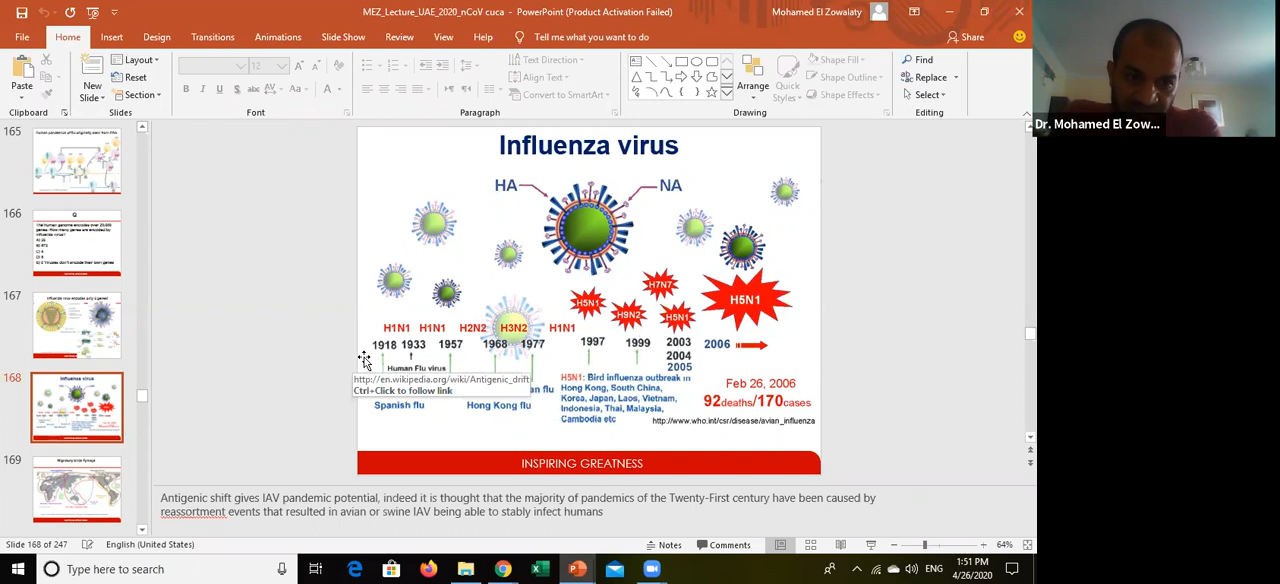 MEZ_Lecture_UAE_2020_nCoV cuca - PowerPoint (Product Activation Failed)
Mohamed El Zowalaty
File Home Insert Design Transitions Animations Slide Show Review View Help Tell me what you want to do Share
Paste
New
Slide
Layout
Reset
Section
12
B I U S abc AV Aa A
Text Direction
Align Text
Convert to SmartArt
Arrange
Quick
Styles
Shape Fill
Shape Outline
Shape Effects
Find
Replace
Select
Clipboard Slides Font Paragraph Drawing Editing
Dr. Mohamed El Zow...
165
166
Q
167
168
Influenza virus
169
Influenza virus
HA
NA
H7N7
H5N1
H9N2
H5N1
H5N1
H1N1 H1N1 H2N2 H3N2 H1N1
1918 1933 1957 1968 1977 1997 1999 2003 2006
2004
2005
Human Flu virus
http://en.wikipedia.org/wiki/Antigenic_drift
Ctrl+Click to follow link
an flu
Spanish flu
Hong Kong flu
H5N1: Bird influenza outbreak in
Hong Kong, South China,
Korea, Japan, Laos, Vietnam,
Indonesia, Thai, Malaysia,
Cambodia etc
Feb 26, 2006
92deaths/170cases
http://www.who.int/csr/disease/avian_influenza
INSPIRING GREATNESS
Antigenic shift gives IAV pandemic potential, indeed it is thought that the majority of pandemics of the Twenty-First century have been caused by
reassortment events that resulted in avian or swine IAV being able to stably infect humans
Slide 168 of 247 English (United States) Notes Comments 64%
Type here to search
ENG
1:51 PM
4/26/2020